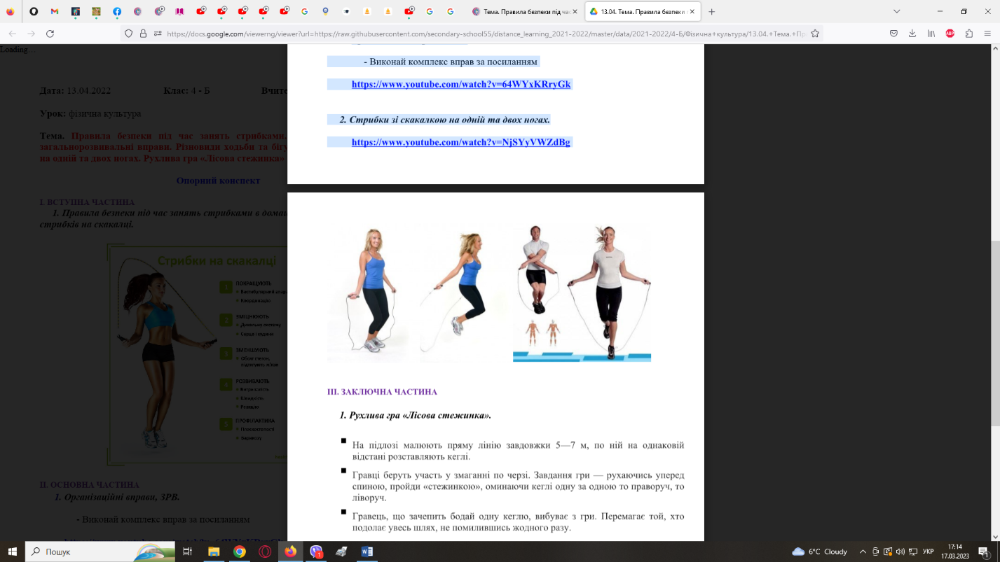 Тема. Правила безпеки під час
13.04. Тема. Правила безпеки
https://docs.google.com/viewerng/viewer?url=https://raw.githubusercontent.com/secondary-school55/distance_learning_2021-2022/master/data/2021-2022/4-Б/Фізична+культура/13.04.+Тема.+Пр
Loading...
- Виконай комплекс вправ за посиланням
https://www.youtube.com/watch?v=64WYxKRryGk
2. Стрибки зі скакалкою на одній та двох ногах.
https://www.youtube.com/watch?v=NjSYyVWZdBg
Дата: 13.04.2022 Клас: 4 - Б Вчите
Урок: фізична культура
Тема. Правила безпеки під час занять стрибками.
загальнорозвивальні вправи. Різновиди ходьби та бігу
на одній та двох ногах. Рухлива гра «Лісова стежинка»
Опорний конспект
І. ВСТУПНА ЧАСТИНА
1. Правила безпеки під час занять стрибками в дома
стрибків на скакалці.
Стрибки на скакалці
1 ПОКРАЩУЮТЬ
Вестибулярний апар
Координацію
2 ЗМІЦНЮЮТЬ
Дихальну систему
3 ЗМЕНШУЮТЬ
4 РОЗВИВАЮТЬ
Витривалість
Швидкість
Реакцію
5 ПРОФІЛАКТИКА
Варикозу
ІІ. ОСНОВНА ЧАСТИНА
1. Організаційні вправи, ЗРВ.
- Виконай комплекс вправ за посиланням
ІІІ. ЗАКЛЮЧНА ЧАСТИНА
1. Рухлива гра «Лісова стежинка».
На підлозі малюють пряму лінію завдовжки 5—7 м, по ній на однаковій
відстані розставляють кеглі.
Гравці беруть участь у змаганні по черзі. Завдання гри — рухаючись уперед
спиною, пройди «стежинкою», оминаючи кеглі одну за одною то праворуч, то
ліворуч.
Гравець, що зачепить бодай одну кеглю, вибуває з гри. Перемагає той, хто
подолає увесь шлях, не помилившись жодного разу.
Пошук
6°C Cloudy
УКР
17:14
17.03.2023